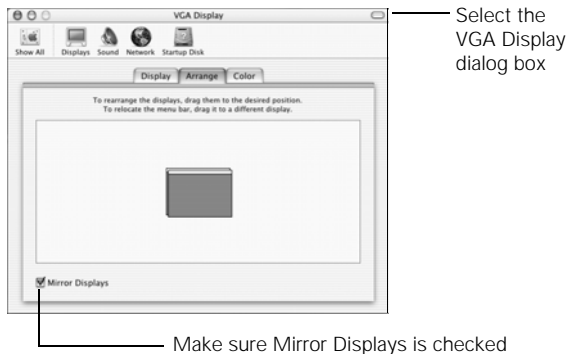 VGA Display
Show All Displays Sound Network Startup Disk
Display Arrange Color
To rearrange the displays, drag them to the desired position.
To relocate the menu bar, drag it to a different display.
Mirror Displays
Select the
VGA Display
dialog box
Make sure Mirror Displays is checked